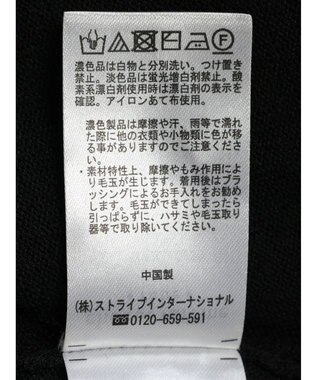 濃色品は白物と分別洗い。つけ置き
禁止。淡色品は蛍光増白剤禁止。酸
素系漂白剤使用時は漂白剤の表示を
確認。アイロンあて布使用。
濃色製品は摩擦や汗、雨等で濡れ
た際に他の衣類や小物類に色が移
る事がありますのでご注意下さい。
・素材特性上、摩擦やもみ作用によ
り毛玉が生じます。着用後はブラ
ッシングによるお手入れをお勧め
します。毛玉ができてしまったら
引っぱらずに、ハサミや毛玉取り
器等で取り除いてください。
中国製
(株)ストライプインターナショナル
0120-659-591